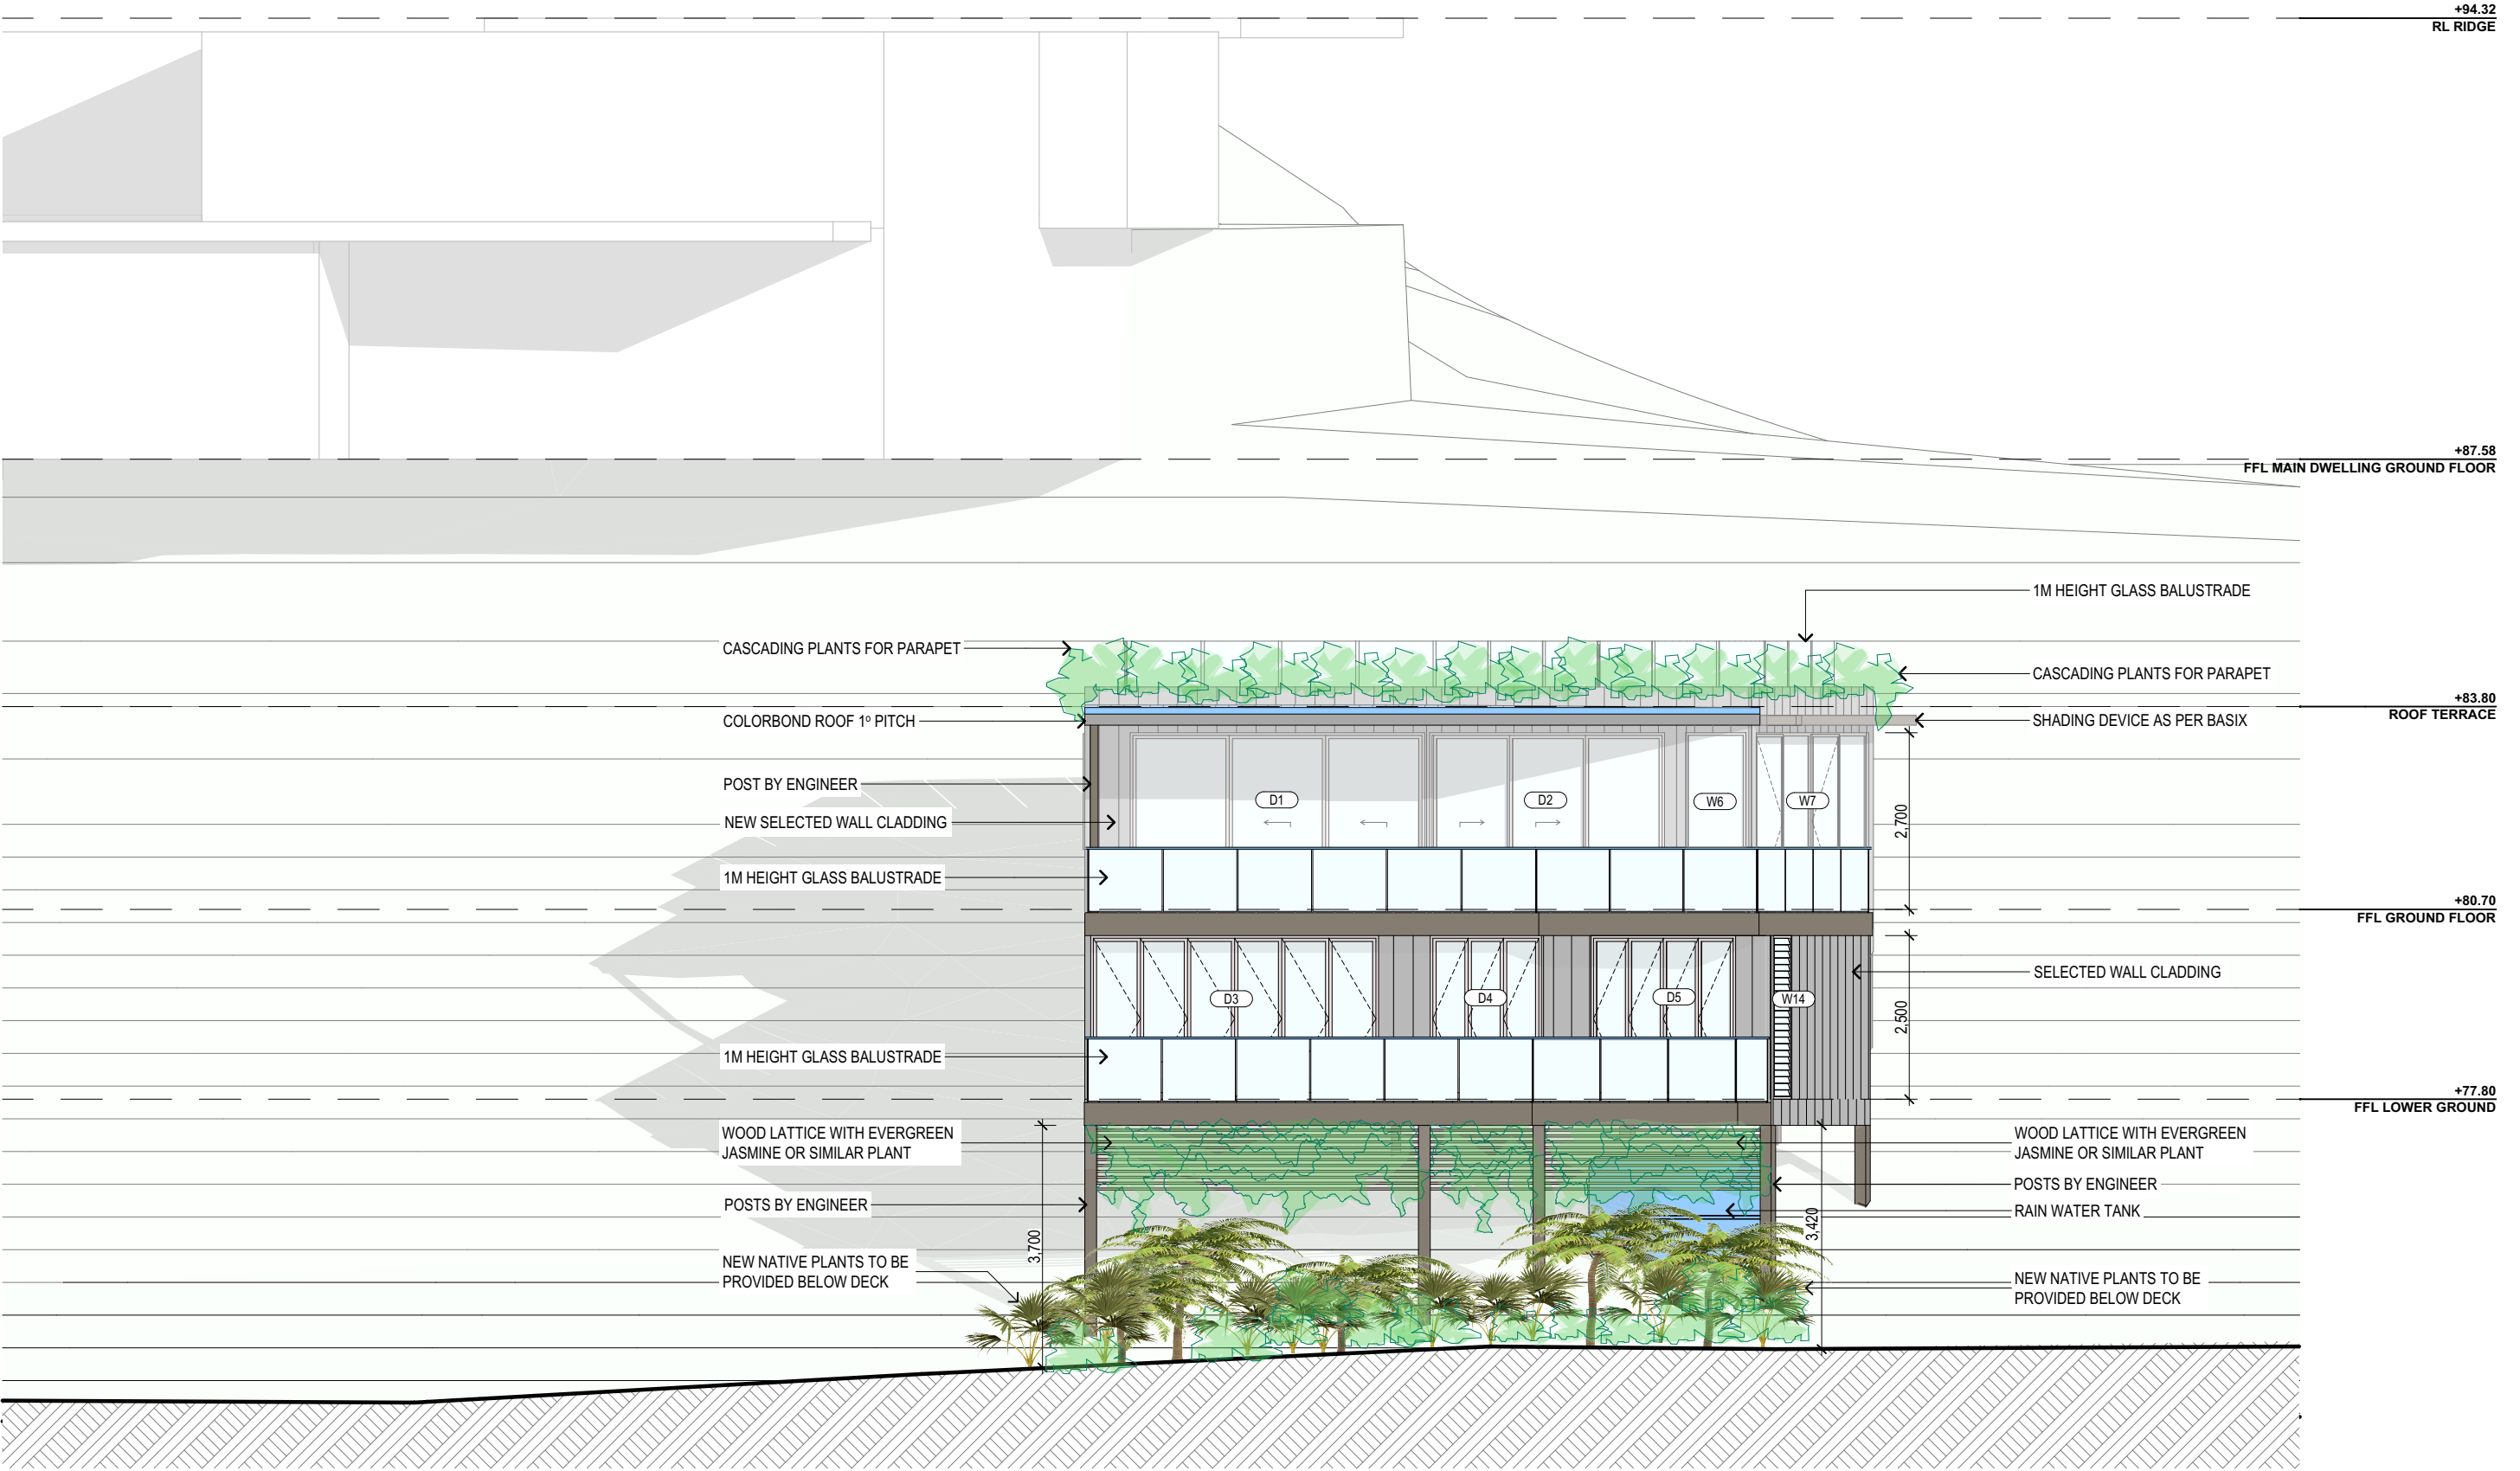 +94.32
RL RIDGE
+87.58
FFL MAIN DWELLING GROUND FLOOR
1M HEIGHT GLASS BALUSTRADE
CASCADING PLANTS FOR PARAPET
CASCADING PLANTS FOR PARAPET
+83.80
ROOF TERRACE
COLORBOND ROOF 1º PITCH
SHADING DEVICE AS PER BASIX
POST BY ENGINEER
D1
D2
W6
W7
NEW SELECTED WALL CLADDING
2,700
1M HEIGHT GLASS BALUSTRADE
+80.70
FFL GROUND FLOOR
SELECTED WALL CLADDING
D3
D4
D5
W14
2,500
1M HEIGHT GLASS BALUSTRADE
+77.80
FFL LOWER GROUND
WOOD LATTICE WITH EVERGREEN
JASMINE OR SIMILAR PLANT
WOOD LATTICE WITH EVERGREEN
JASMINE OR SIMILAR PLANT
POSTS BY ENGINEER
POSTS BY ENGINEER
RAIN WATER TANK
3,700
3,420
NEW NATIVE PLANTS TO BE
PROVIDED BELOW DECK
NEW NATIVE PLANTS TO BE
PROVIDED BELOW DECK